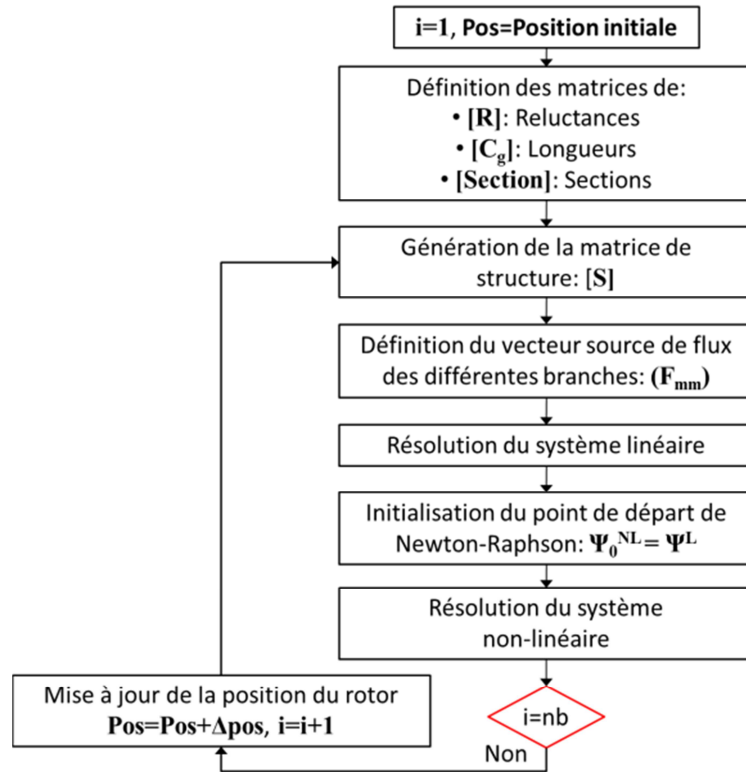 i=1, Pos=Position initiale
Définition des matrices de:
• [R]: Reluctances
• [Cg]: Longueurs
• [Section]: Sections
Génération de la matrice de
structure: [S]
Définition du vecteur source de flux
des différentes branches: (Fmm)
Résolution du système linéaire
Initialisation du point de départ de
Newton-Raphson: Ψ₀ᴺᴸ= Ψᴸ
Résolution du système
non-linéaire
Mise à jour de la position du rotor
Pos=Pos+Δpos, i=i+1
i=nb
Non